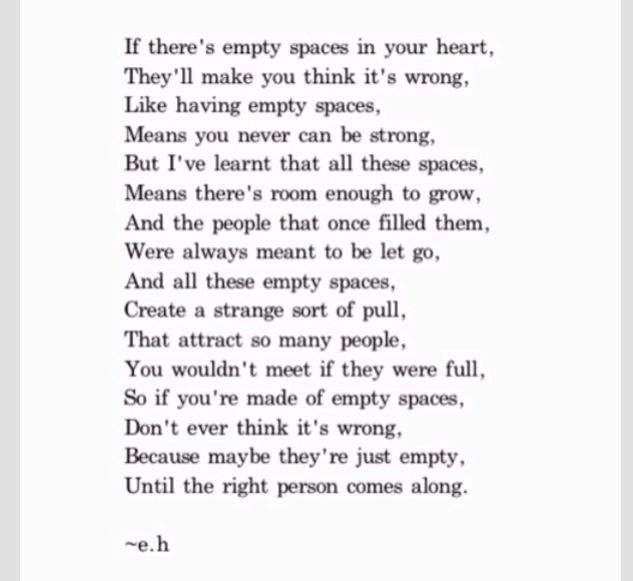 If there's empty spaces in your heart,
They'll make you think it's wrong,
Like having empty spaces,
Means you never can be strong,
But I've learnt that all these spaces,
Means there's room enough to grow,
And the people that once filled them,
Were always meant to be let go,
And all these empty spaces,
Create a strange sort of pull,
That attract so many people,
You wouldn't meet if they were full,
So if you're made of empty spaces,
Don't ever think it's wrong,
Because maybe they're just empty,
Until the right person comes along.
~e.h